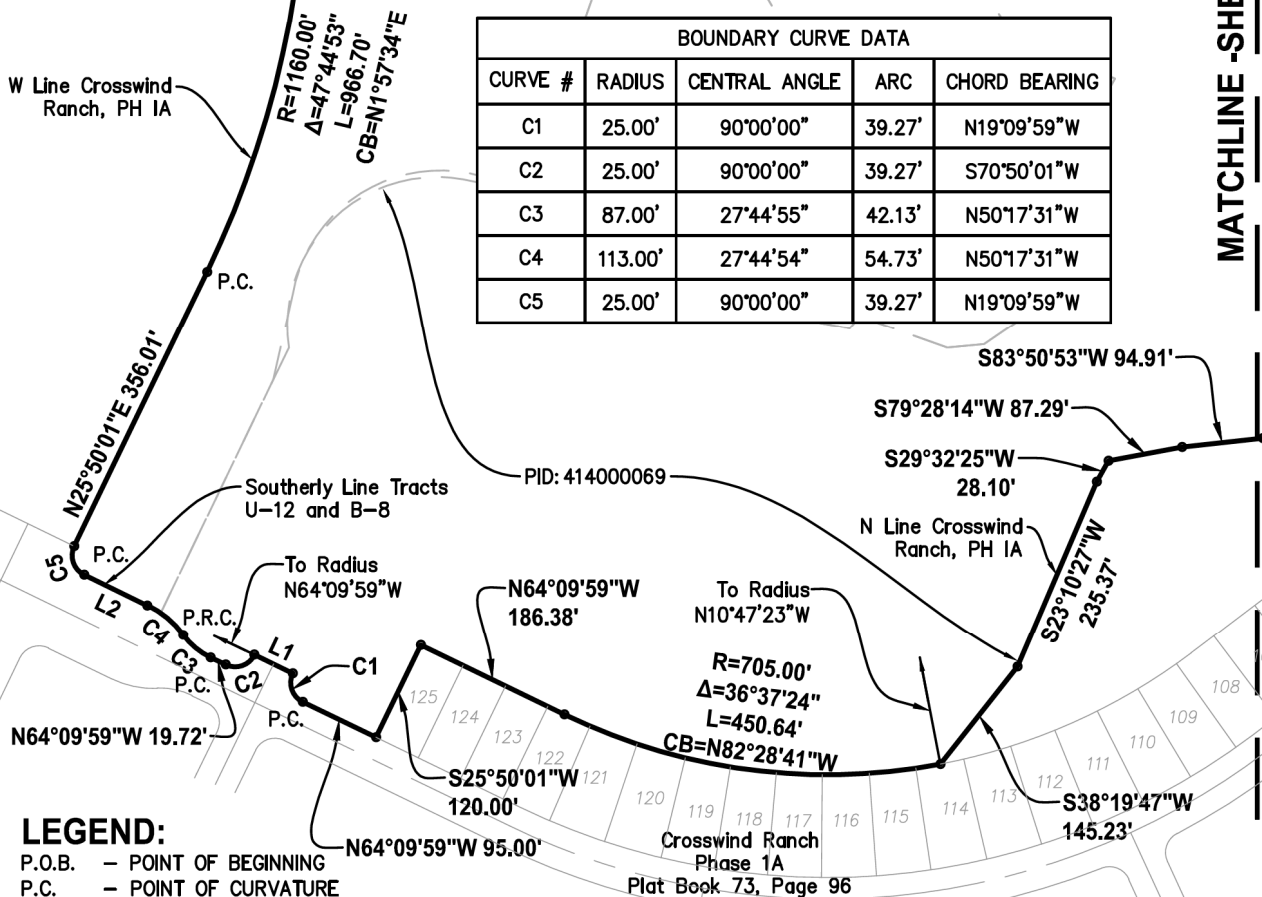 R=1160.00'
Δ=47°44'53"
L=966.70'
CB=N1°57'34"E
W Line Crosswind
Ranch, PH IA
BOUNDARY CURVE DATA
CURVE # RADIUS CENTRAL ANGLE ARC CHORD BEARING
C1 25.00' 90°00'00" 39.27' N19°09'59"W
C2 25.00' 90°00'00" 39.27' S70°50'01"W
C3 87.00' 27°44'55" 42.13' N50°17'31"W
C4 113.00' 27°44'54" 54.73' N50°17'31"W
C5 25.00' 90°00'00" 39.27' N19°09'59"W
MATCHLINE -SHE
P.C.
N25°50'01"E 356.01'
S83°50'53"W 94.91'
S79°28'14"W 87.29'
S29°32'25"W
28.10'
PID: 414000069
N Line Crosswind
Ranch, PH IA
S23°10'27"W
235.37'
Southerly Line Tracts
U-12 and B-8
C5
P.C.
L2
To Radius
N64°09'59"W
C4
P.R.C.
C3
P.C.
C2
L1
C1
P.C.
N64°09'59"W 19.72'
N64°09'59"W
186.38'
To Radius
N10°47'23"W
R=705.00'
Δ=36°37'24"
L=450.64'
CB=N82°28'41"W
125
124
123
122
121
120
119
118
117
116
115
114
113
112
111
110
109
108
S25°50'01"W
120.00'
S38°19'47"W
145.23'
N64°09'59"W 95.00'
Crosswind Ranch
Phase 1A
Plat Book 73, Page 96
LEGEND:
P.O.B. - POINT OF BEGINNING
P.C. - POINT OF CURVATURE